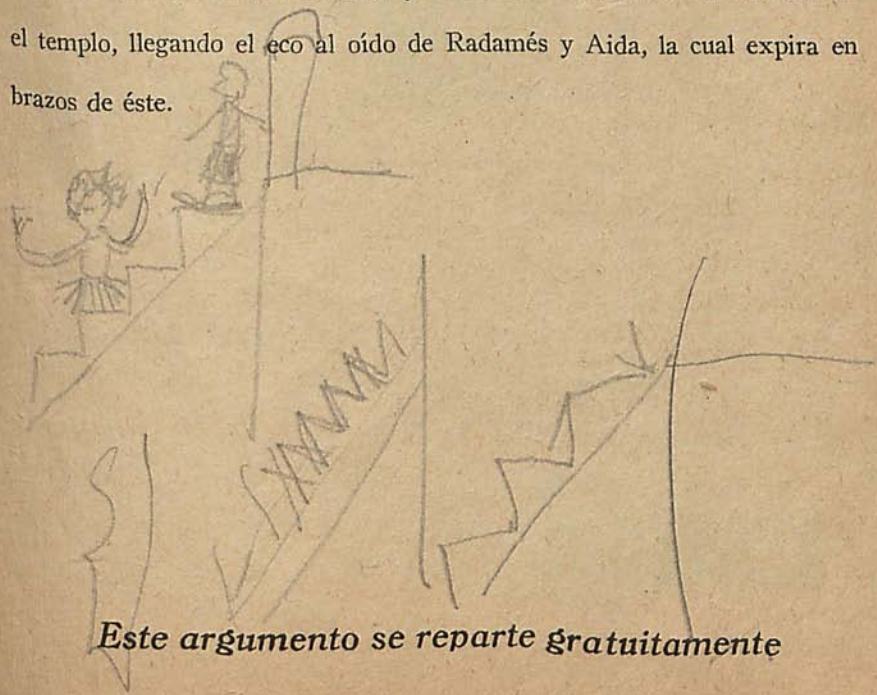 el templo, llegando el eco al oído de Radamés y Aida, la cual expira en
brazos de éste.
Este argumento se reparte gratuitamente